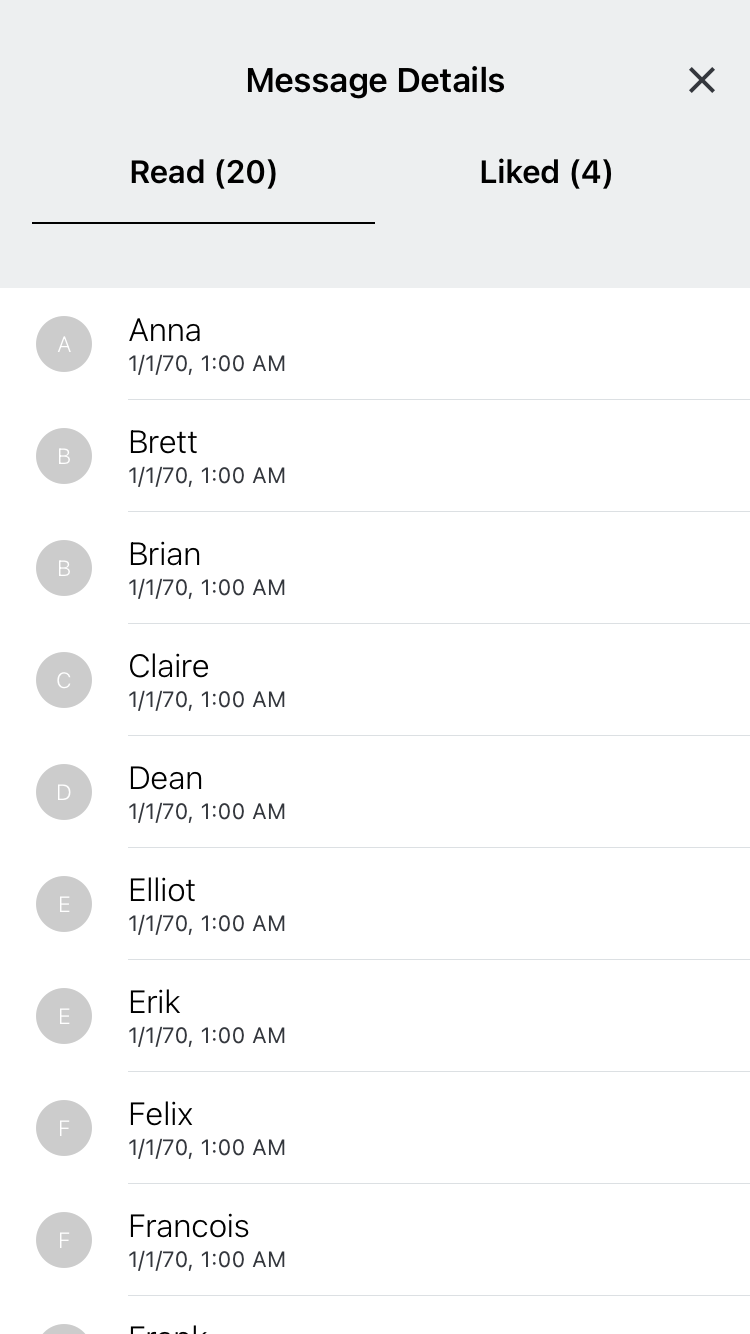 Message Details
Read (20)
Liked (4)
A
Anna
1/1/70, 1:00 AM
B
Brett
1/1/70, 1:00 AM
B
Brian
1/1/70, 1:00 AM
C
Claire
1/1/70, 1:00 AM
D
Dean
1/1/70, 1:00 AM
E
Elliot
1/1/70, 1:00 AM
E
Erik
1/1/70, 1:00 AM
F
Felix
1/1/70, 1:00 AM
F
Francois
1/1/70, 1:00 AM
Frank